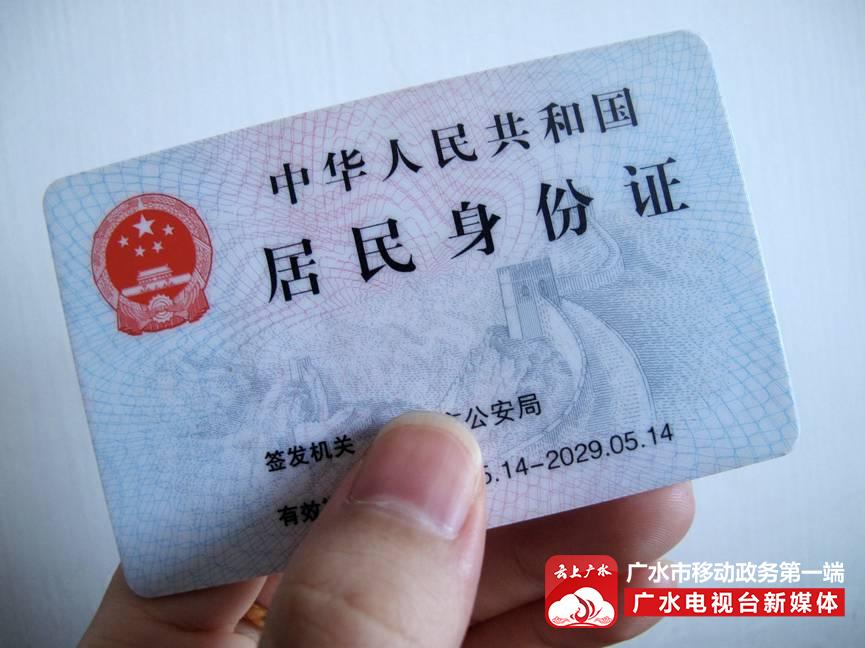 中华人民共和国
居民身份证
签发机关 公安局
有效 5.14-2029.05.14
云上广水
广水市移动政务第一端
广水电视台新媒体